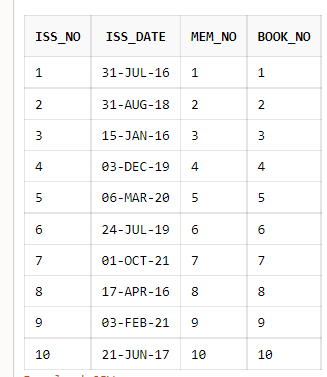 ISS_NO ISS_DATE MEM_NO BOOK_NO
1 31-JUL-16 1 1
2 31-AUG-18 2 2
3 15-JAN-16 3 3
4 03-DEC-19 4 4
5 06-MAR-20 5 5
6 24-JUL-19 6 6
7 01-OCT-21 7 7
8 17-APR-16 8 8
9 03-FEB-21 9 9
10 21-JUN-17 10 10